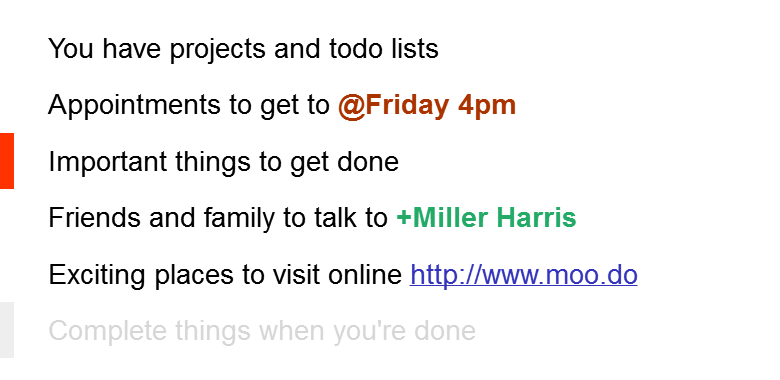 You have projects and todo lists
Appointments to get to @Friday 4pm
Important things to get done
Friends and family to talk to +Miller Harris
Exciting places to visit online http://www.moo.do
Complete things when you're done